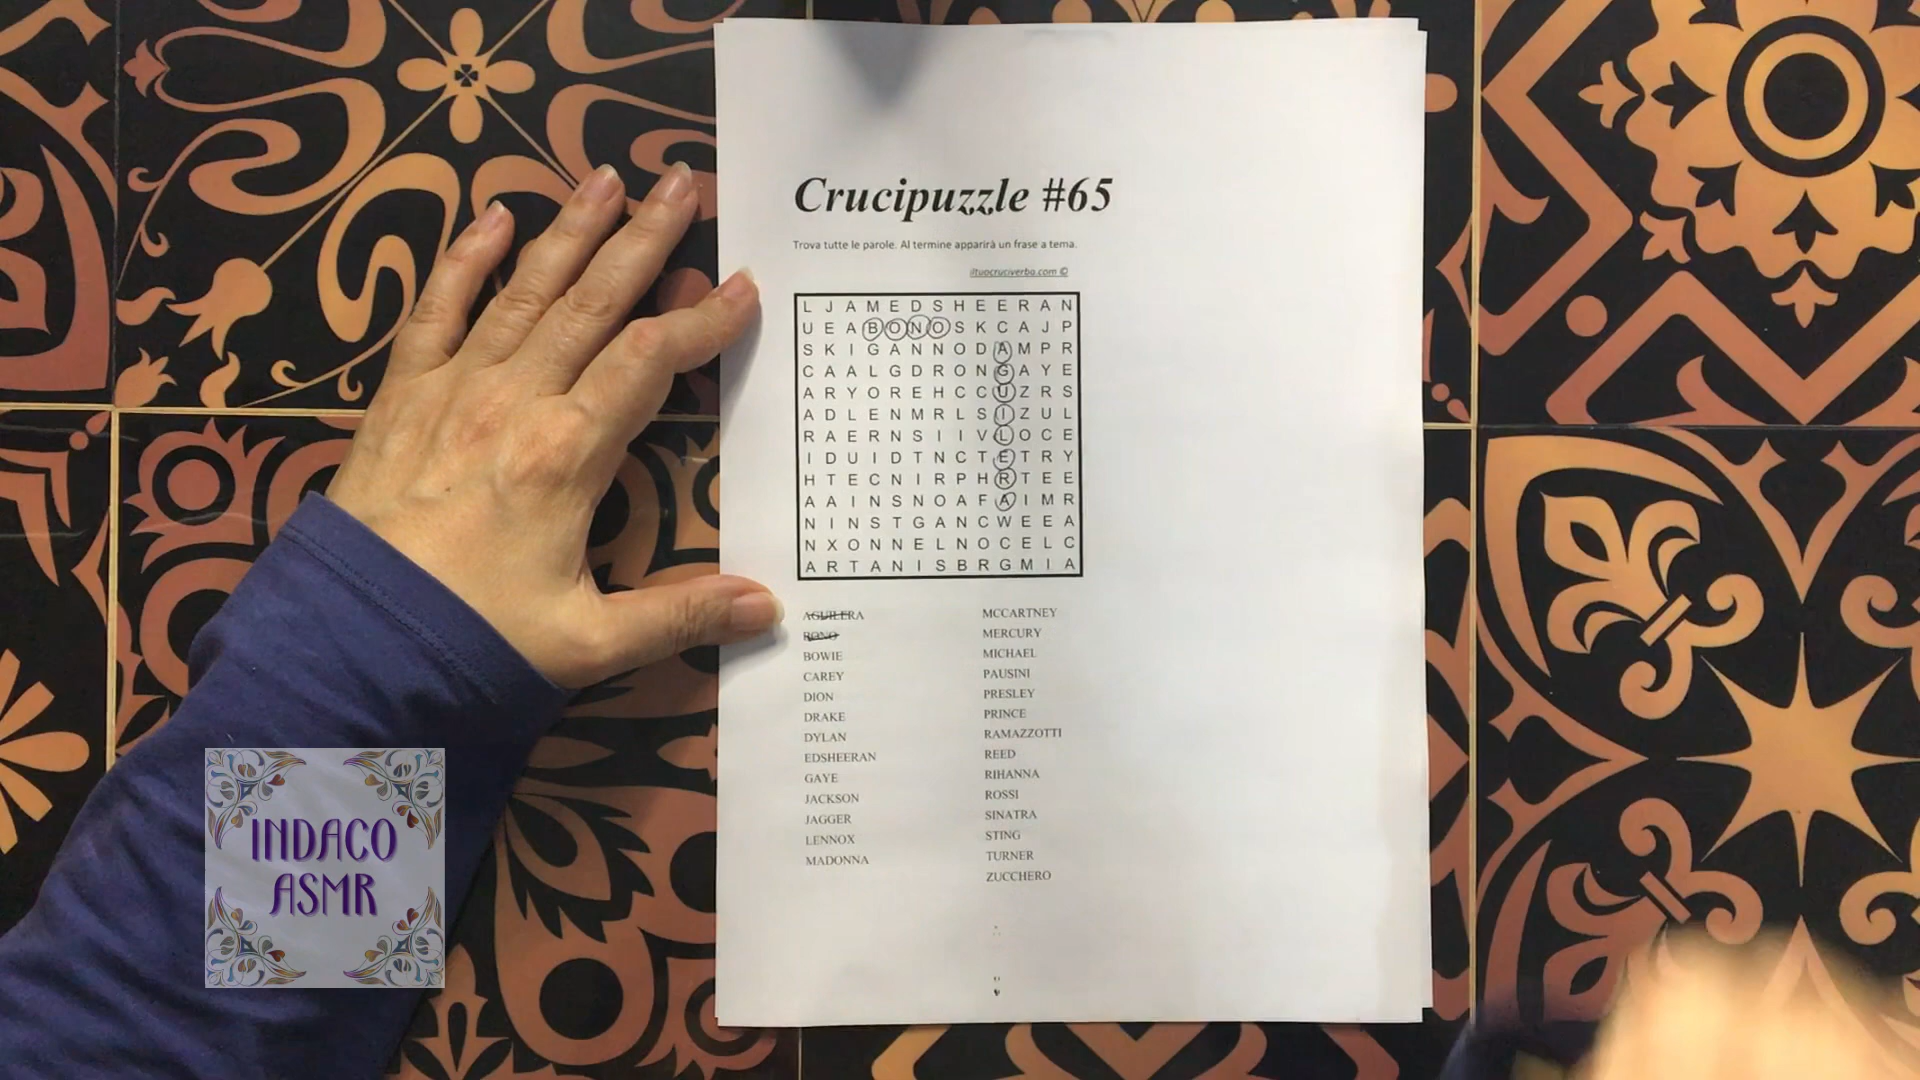 Crucipuzzle #65
Trova tutte le parole. Al termine apparirà un frase a tema.
iltuocruciverba.com ©
L J A M E D S H E E R A N
U E A B O N O S K C A J P
S K I G A N N O D A M P R
C A A L G D R O N G A Y E
A R Y O R E H C C U Z R S
A D L E N M R L S I Z U L
R A E R N S I I V L O C E
I D U I D T N C T E T R Y
H T E C N I R P H R T E E
A A I N S N O A F A I M R
N I N S T G A N C W E E A
N X O N N E L N O C E L C
A R T A N I S B R G M I A
AGUILERA
BONO
BOWIE
CAREY
DION
DRAKE
DYLAN
EDSHEERAN
GAYE
JACKSON
JAGGER
LENNOX
MADONNA
MCCARTNEY
MERCURY
MICHAEL
PAUSINI
PRESLEY
PRINCE
RAMAZZOTTI
REED
RIHANNA
ROSSI
SINATRA
STING
TURNER
ZUCCHERO
INDACO
ASMR